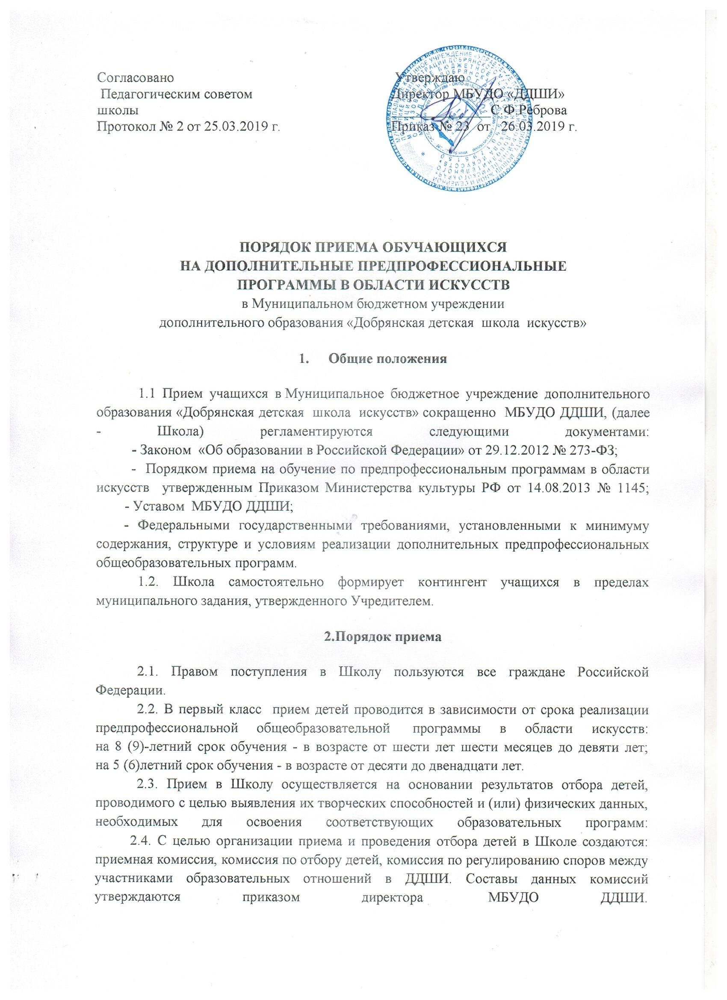 Согласовано
Педагогическим советом
школы
Протокол № 2 от 25.03.2019 г.
Утверждаю
Директор МБУДО «ДДШИ»
С.Ф.Реброва
Приказ № 23 от 26.03.2019 г.
ПОРЯДОК ПРИЕМА ОБУЧАЮЩИХСЯ
НА ДОПОЛНИТЕЛЬНЫЕ ПРЕДПРОФЕССИОНАЛЬНЫЕ
ПРОГРАММЫ В ОБЛАСТИ ИСКУССТВ
в Муниципальном бюджетном учреждении
дополнительного образования «Добрянская детская школа искусств»
1. Общие положения
1.1 Прием учащихся в Муниципальное бюджетное учреждение дополнительного
образования «Добрянская детская школа искусств» сокращенно МБУДО ДДШИ, (далее
- Школа) регламентируются следующими документами:
- Законом «Об образовании в Российской Федерации» от 29.12.2012 № 273-ФЗ;
- Порядком приема на обучение по предпрофессиональным программам в области
искусств утвержденным Приказом Министерства культуры РФ от 14.08.2013 № 1145;
- Уставом МБУДО ДДШИ;
- Федеральными государственными требованиями, установленными к минимуму
содержания, структуре и условиям реализации дополнительных предпрофессиональных
общеобразовательных программ.
1.2. Школа самостоятельно формирует контингент учащихся в пределах
муниципального задания, утвержденного Учредителем.
2.Порядок приема
2.1. Правом поступления в Школу пользуются все граждане Российской
Федерации.
2.2. В первый класс прием детей проводится в зависимости от срока реализации
предпрофессиональной общеобразовательной программы в области искусств:
на 8 (9)-летний срок обучения - в возрасте от шести лет шести месяцев до девяти лет;
на 5 (6)летний срок обучения - в возрасте от десяти до двенадцати лет.
2.3. Прием в Школу осуществляется на основании результатов отбора детей,
проводимого с целью выявления их творческих способностей и (или) физических данных,
необходимых для освоения соответствующих образовательных программ:
2.4. С целью организации приема и проведения отбора детей в Школе создаются:
приемная комиссия, комиссия по отбору детей, комиссия по регулированию споров между
участниками образовательных отношений в ДДШИ. Составы данных комиссий
утверждаются приказом директора МБУДО ДДШИ.